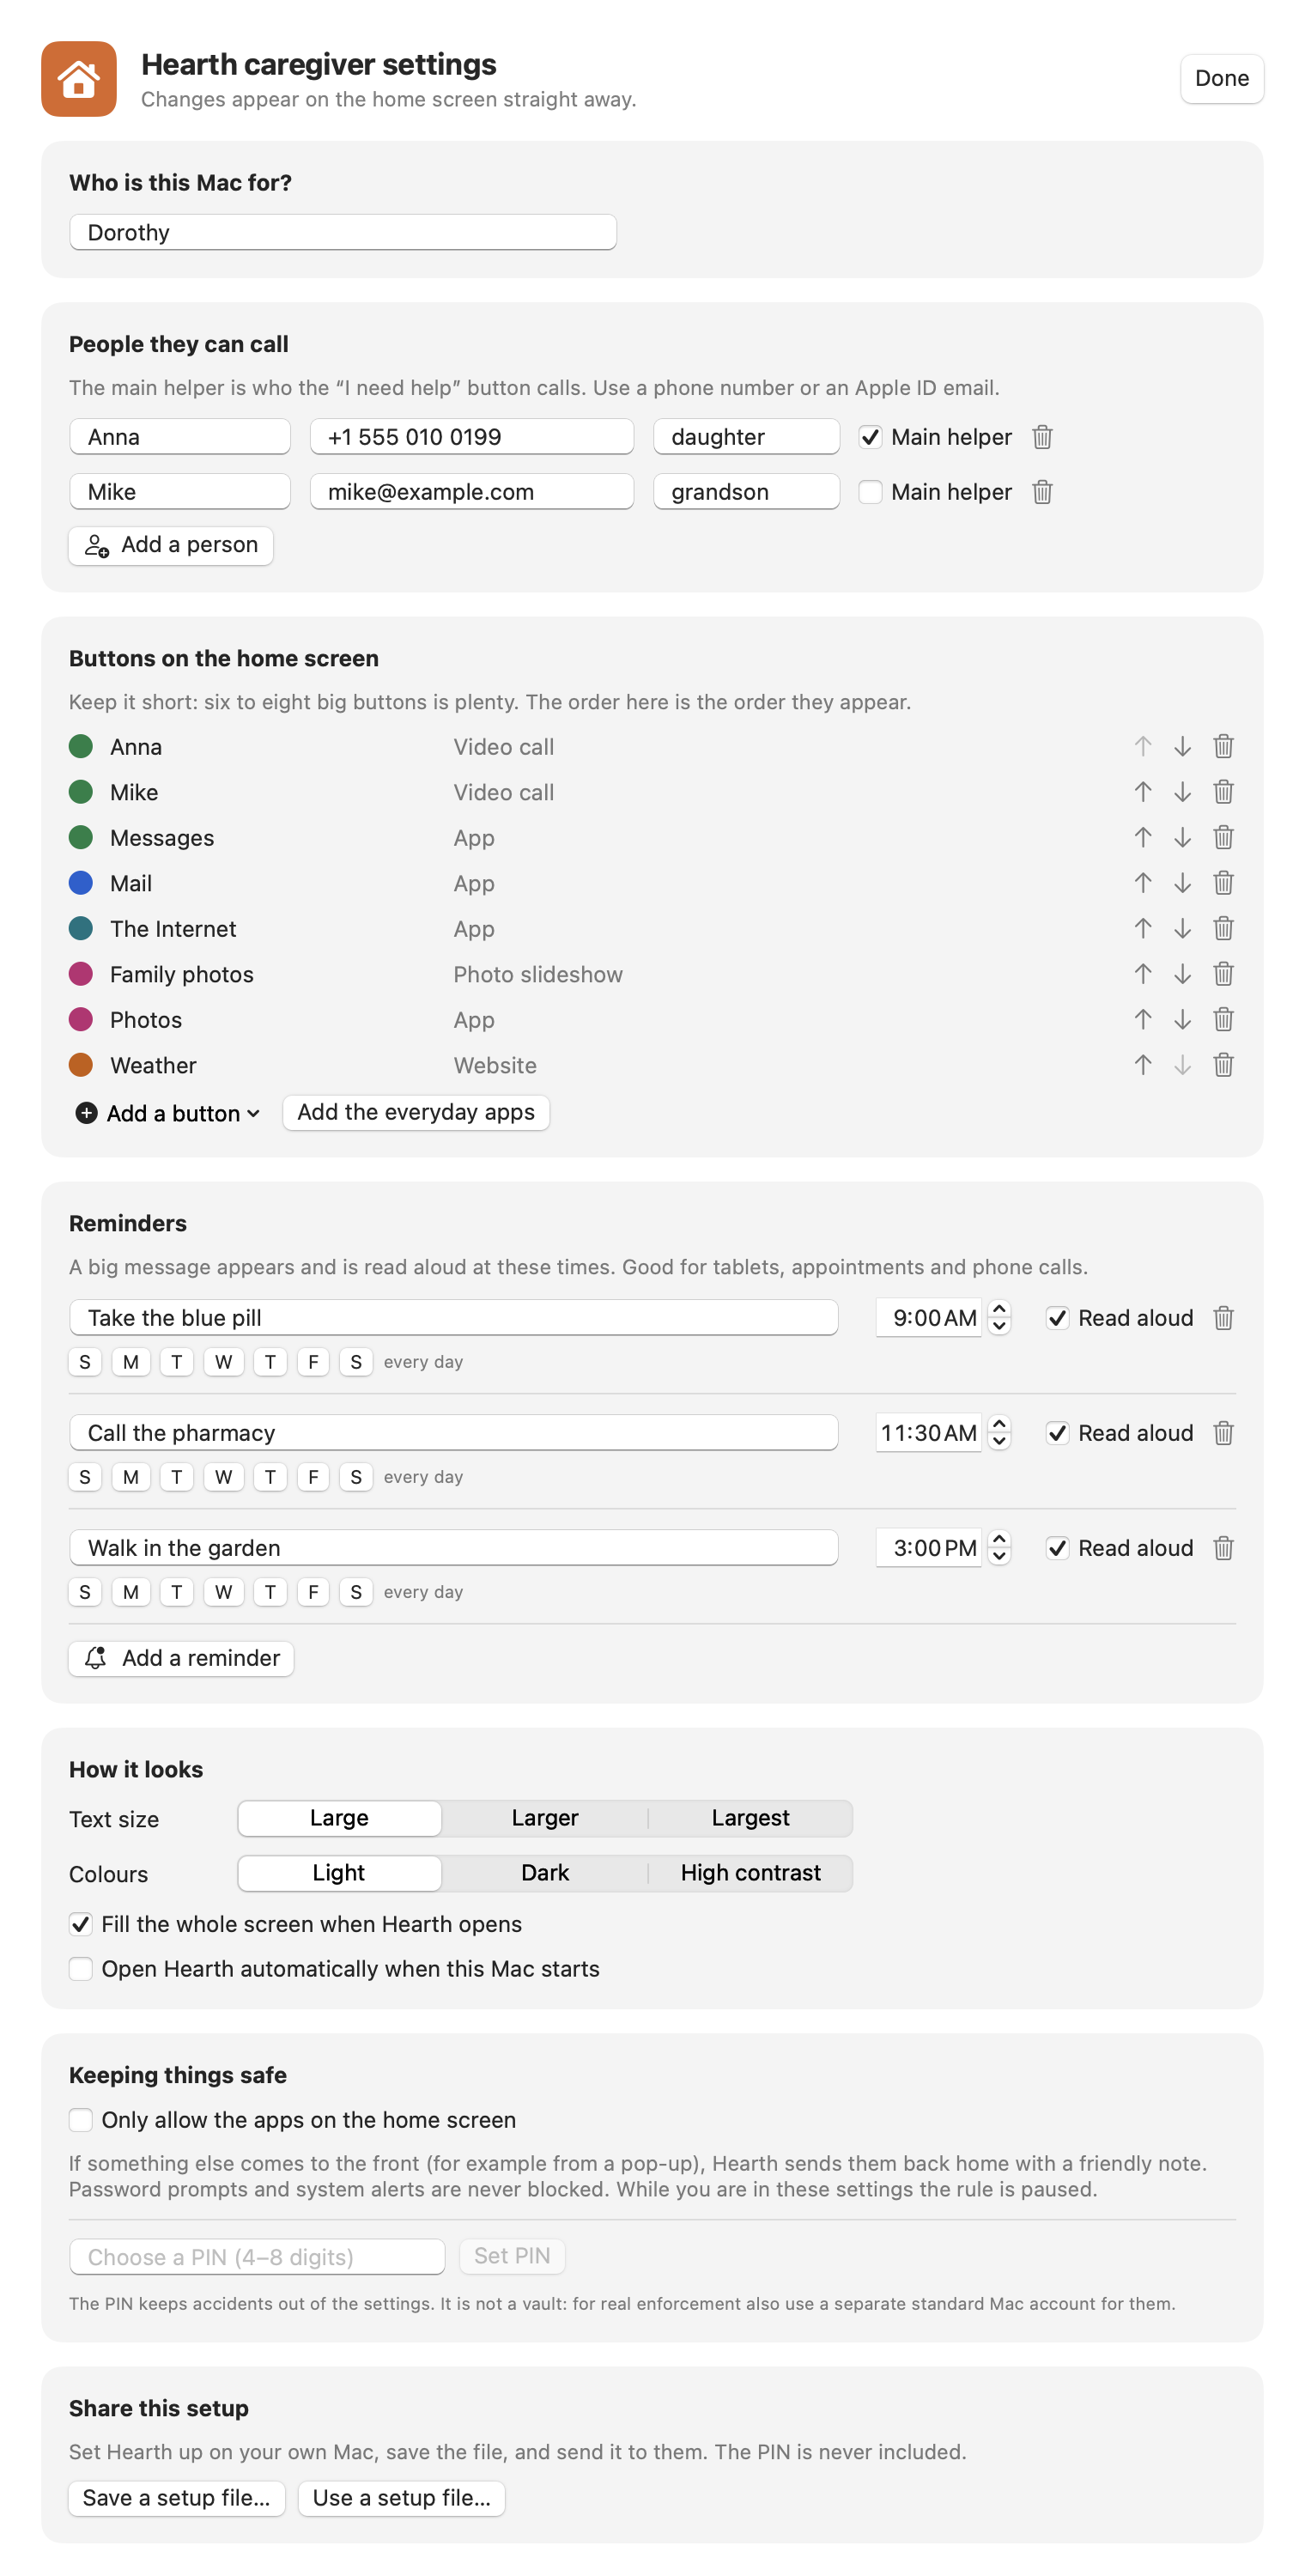 Hearth caregiver settings
Changes appear on the home screen straight away.
Done
Who is this Mac for?
Dorothy
People they can call
The main helper is who the “I need help” button calls. Use a phone number or an Apple ID email.
Anna +1 555 010 0199 daughter Main helper
Mike mike@example.com grandson Main helper
Add a person
Buttons on the home screen
Keep it short: six to eight big buttons is plenty. The order here is the order they appear.
Anna Video call
Mike Video call
Messages App
Mail App
The Internet App
Family photos Photo slideshow
Photos App
Weather Website
Add a button Add the everyday apps
Reminders
A big message appears and is read aloud at these times. Good for tablets, appointments and phone calls.
Take the blue pill 9:00 AM Read aloud
S M T W T F S every day
Call the pharmacy 11:30 AM Read aloud
S M T W T F S every day
Walk in the garden 3:00 PM Read aloud
S M T W T F S every day
Add a reminder
How it looks
Text size Large Larger Largest
Colours Light Dark High contrast
Fill the whole screen when Hearth opens
Open Hearth automatically when this Mac starts
Keeping things safe
Only allow the apps on the home screen
If something else comes to the front (for example from a pop-up), Hearth sends them back home with a friendly note.
Password prompts and system alerts are never blocked. While you are in these settings the rule is paused.
Choose a PIN (4–8 digits) Set PIN
The PIN keeps accidents out of the settings. It is not a vault: for real enforcement also use a separate standard Mac account for them.
Share this setup
Set Hearth up on your own Mac, save the file, and send it to them. The PIN is never included.
Save a setup file... Use a setup file...